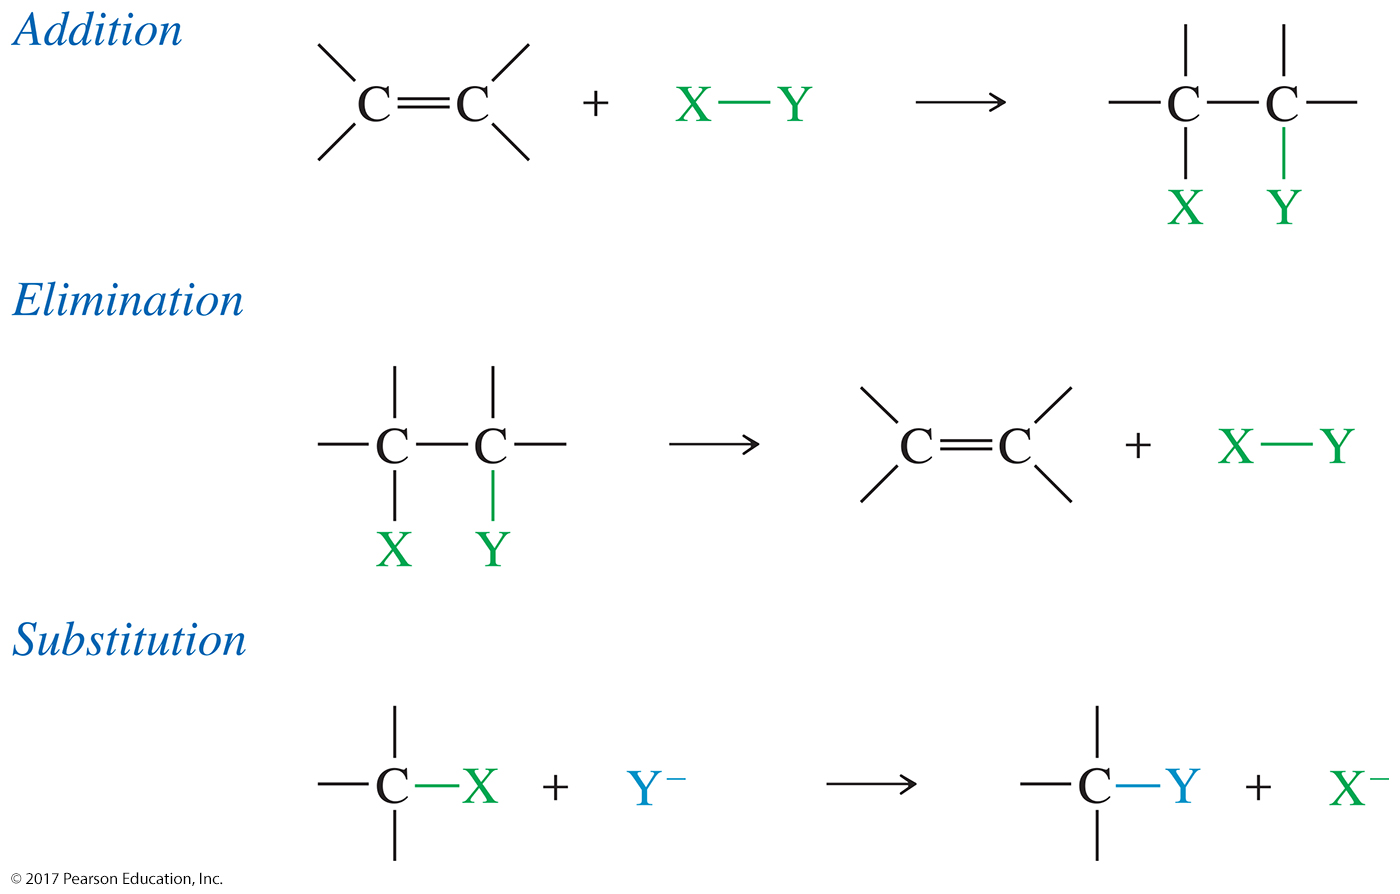 Addition
C=C + X—Y → —C—C—
X Y
Elimination
—C—C— → C=C + X—Y
X Y
Substitution
—C—X + Y⁻ → —C—Y + X⁻
© 2017 Pearson Education, Inc.